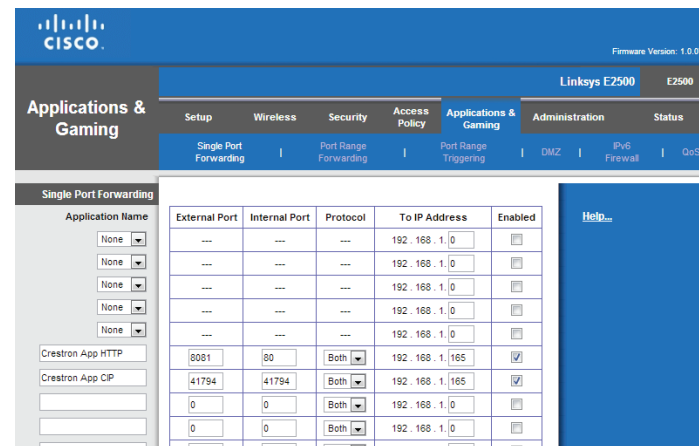 CISCO.
Firmware Version: 1.0.0
Linksys E2500 E2500
Applications & Gaming
Setup Wireless Security Access Policy Applications & Gaming Administration Status
Single Port Forwarding | Port Range Forwarding | Port Range Triggering | DMZ | IPv6 Firewall | QoS
Single Port Forwarding
Application Name External Port Internal Port Protocol To IP Address Enabled
Help...
None --- --- --- 192 . 168 . 1. 0
None --- --- --- 192 . 168 . 1. 0
None --- --- --- 192 . 168 . 1. 0
None --- --- --- 192 . 168 . 1. 0
None --- --- --- 192 . 168 . 1. 0
Crestron App HTTP 8081 80 Both 192 . 168 . 1. 165
Crestron App CIP 41794 41794 Both 192 . 168 . 1. 165
0 0 Both 192 . 168 . 1. 0
0 0 Both 192 . 168 . 1. 0